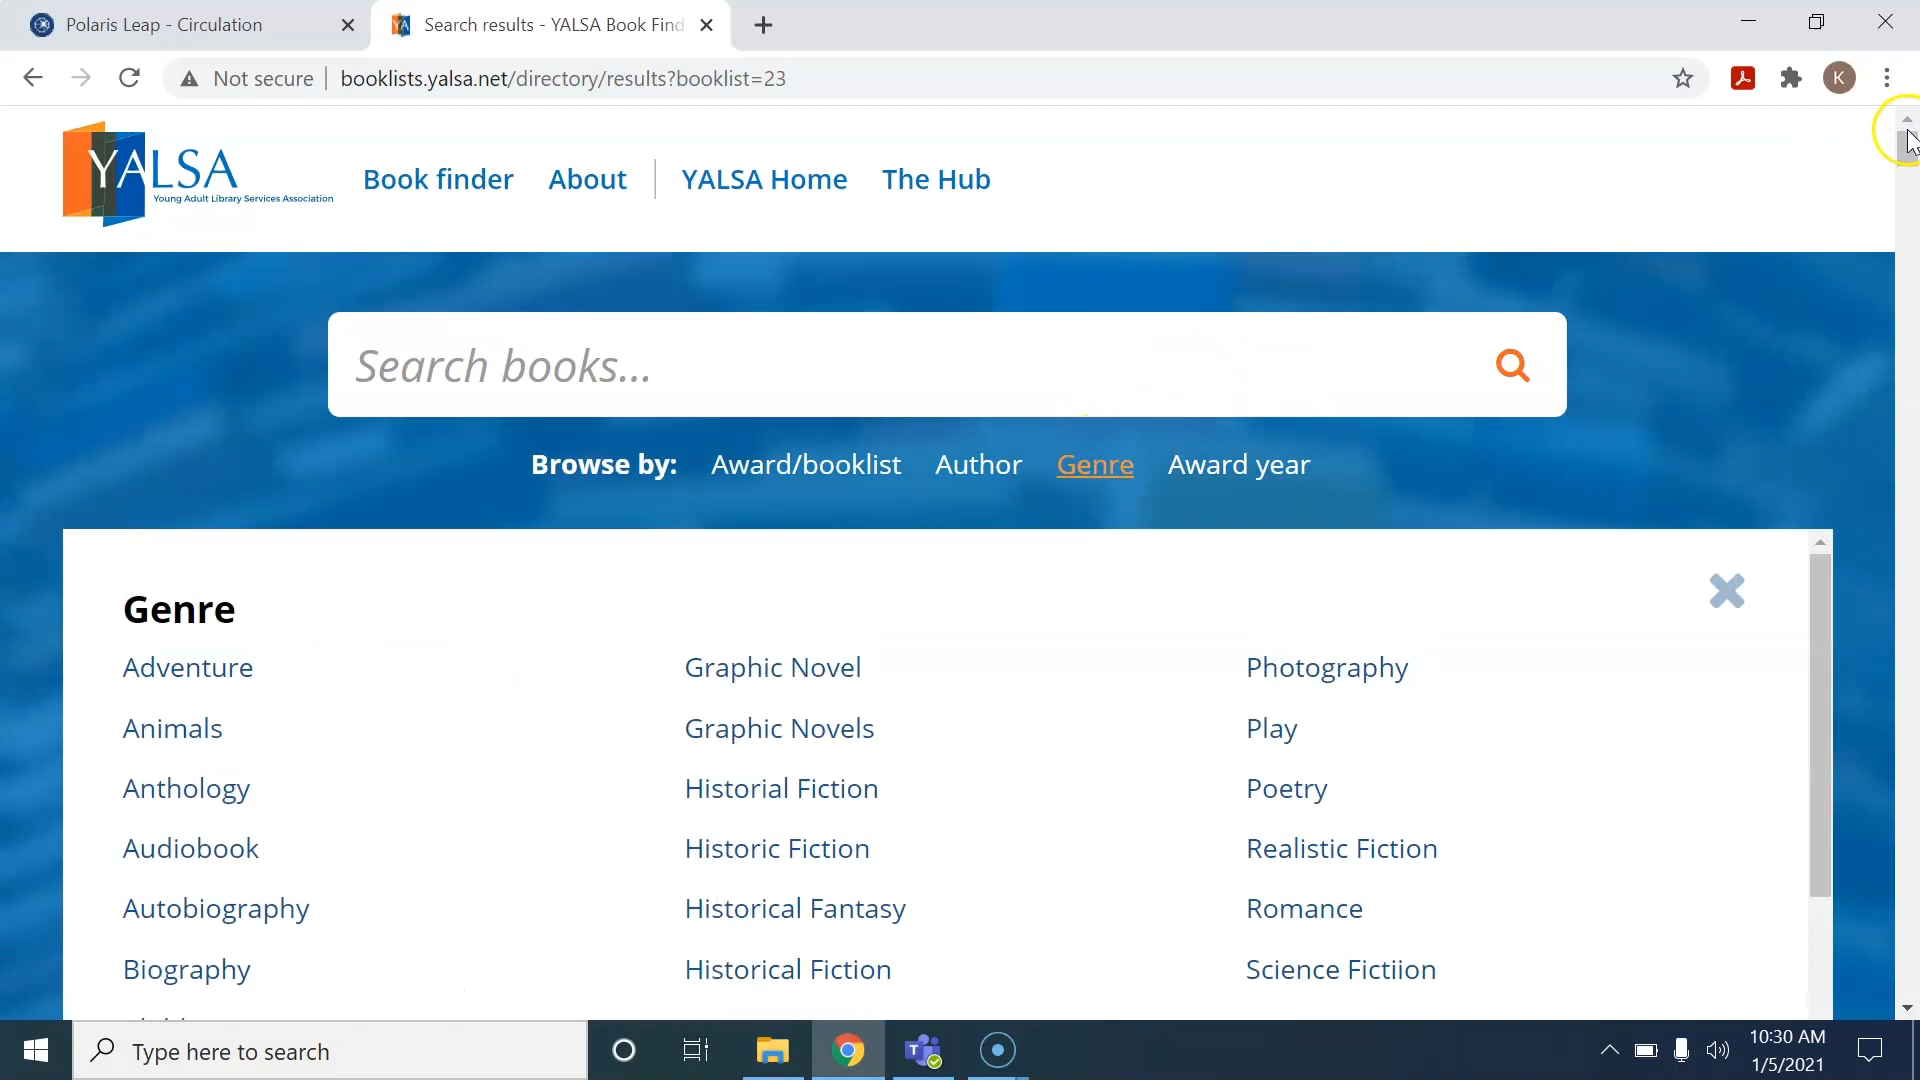 Polaris Leap - Circulation
Search results - YALSA Book Find
Not secure booklists.yalsa.net/directory/results?booklist=23
K
YALSA
Young Adult Library Services Association
Book finder About YALSA Home The Hub
Search books...
Browse by: Award/booklist Author Genre Award year
Genre
Adventure Graphic Novel Photography
Animals Graphic Novels Play
Anthology Historial Fiction Poetry
Audiobook Historic Fiction Realistic Fiction
Autobiography Historical Fantasy Romance
Biography Historical Fiction Science Fictiion
Type here to search
10:30 AM
1/5/2021